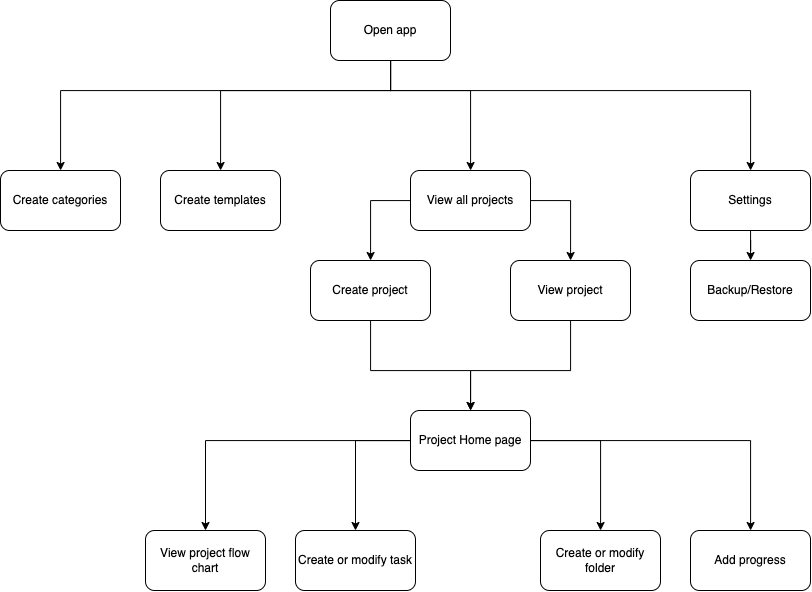 Open app
Create categories
Create templates
View all projects
Settings
Create project
View project
Backup/Restore
Project Home page
View project flow
chart
Create or modify task
Create or modify
folder
Add progress